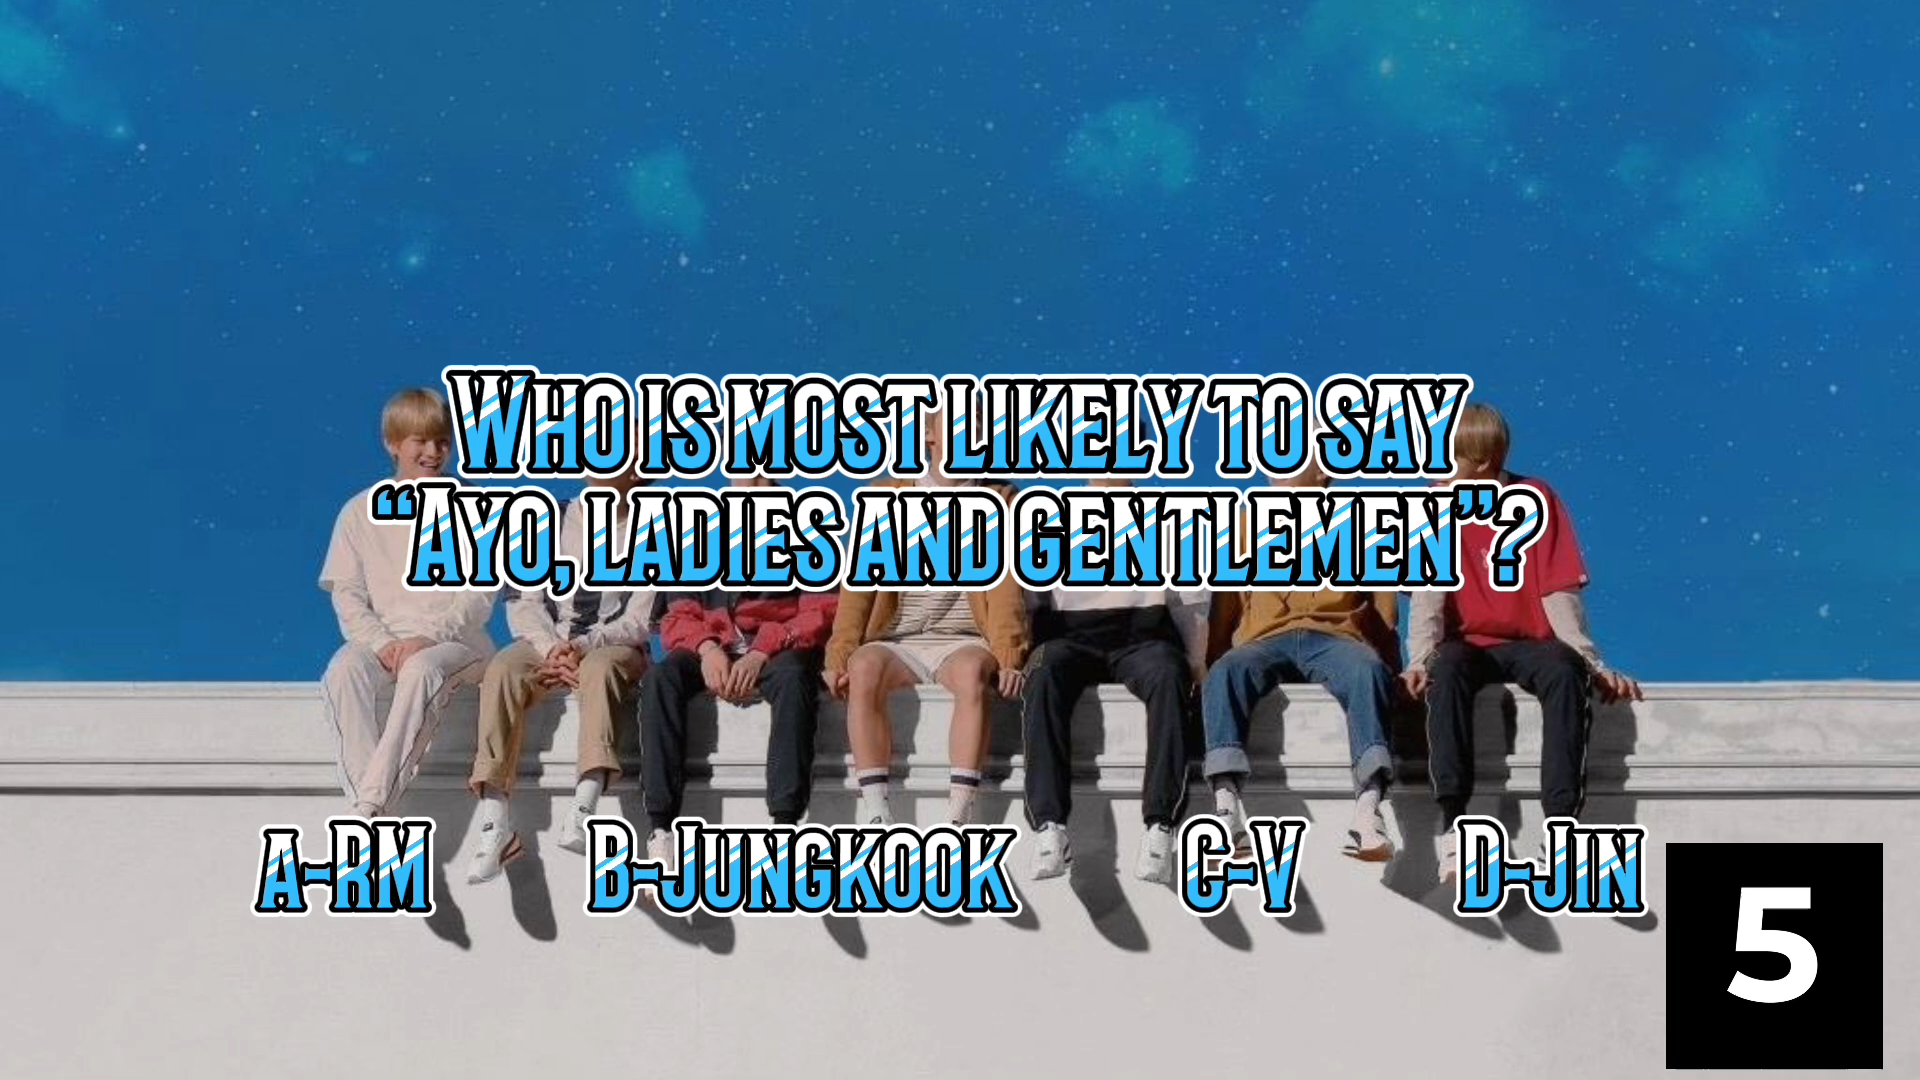 Who is most likely to say
“Ayo, ladies and gentlemen”?
A-RM B-Jungkook C-V D-Jin
5